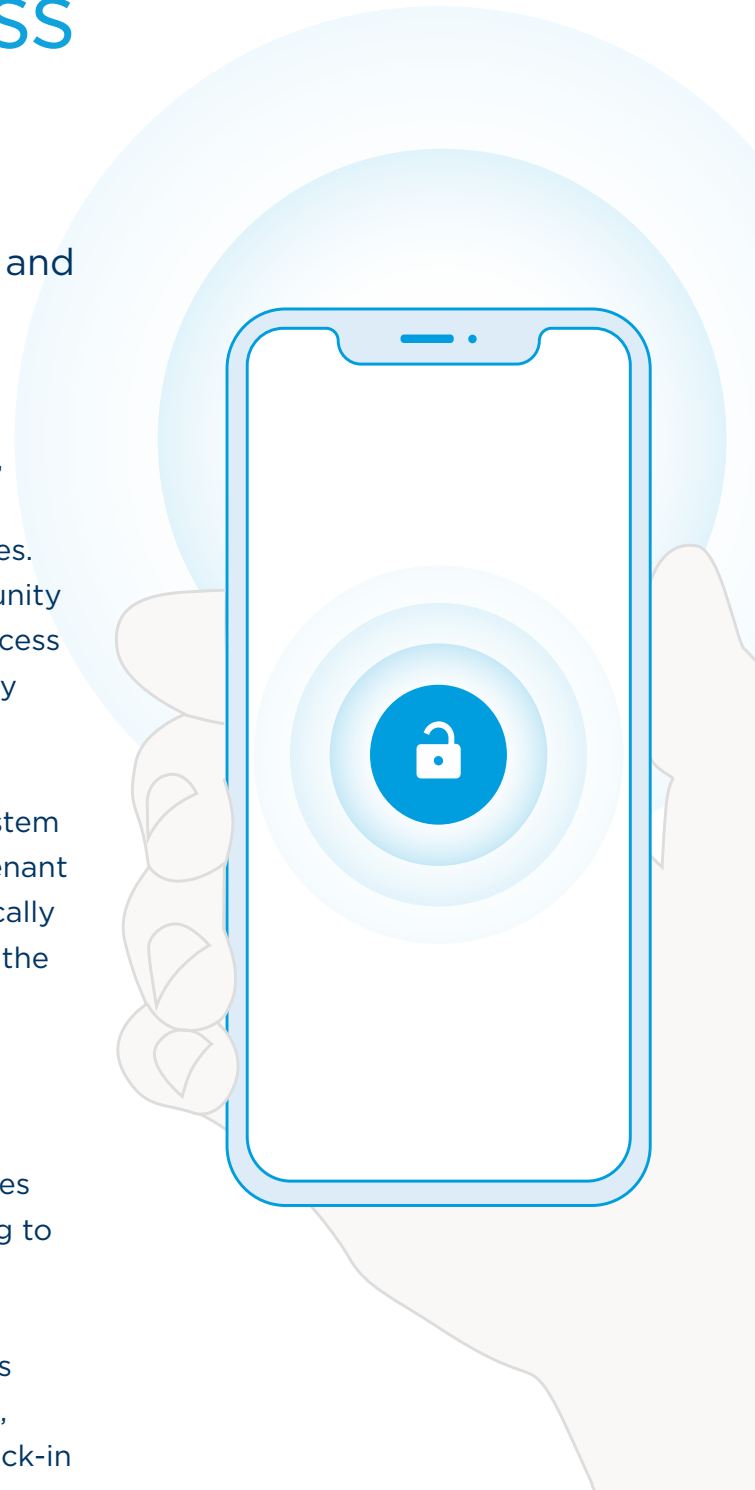 ss
and
,
es.
unity
cess
y
stem
enant
cally
the
es
g to
s
,
ck-in